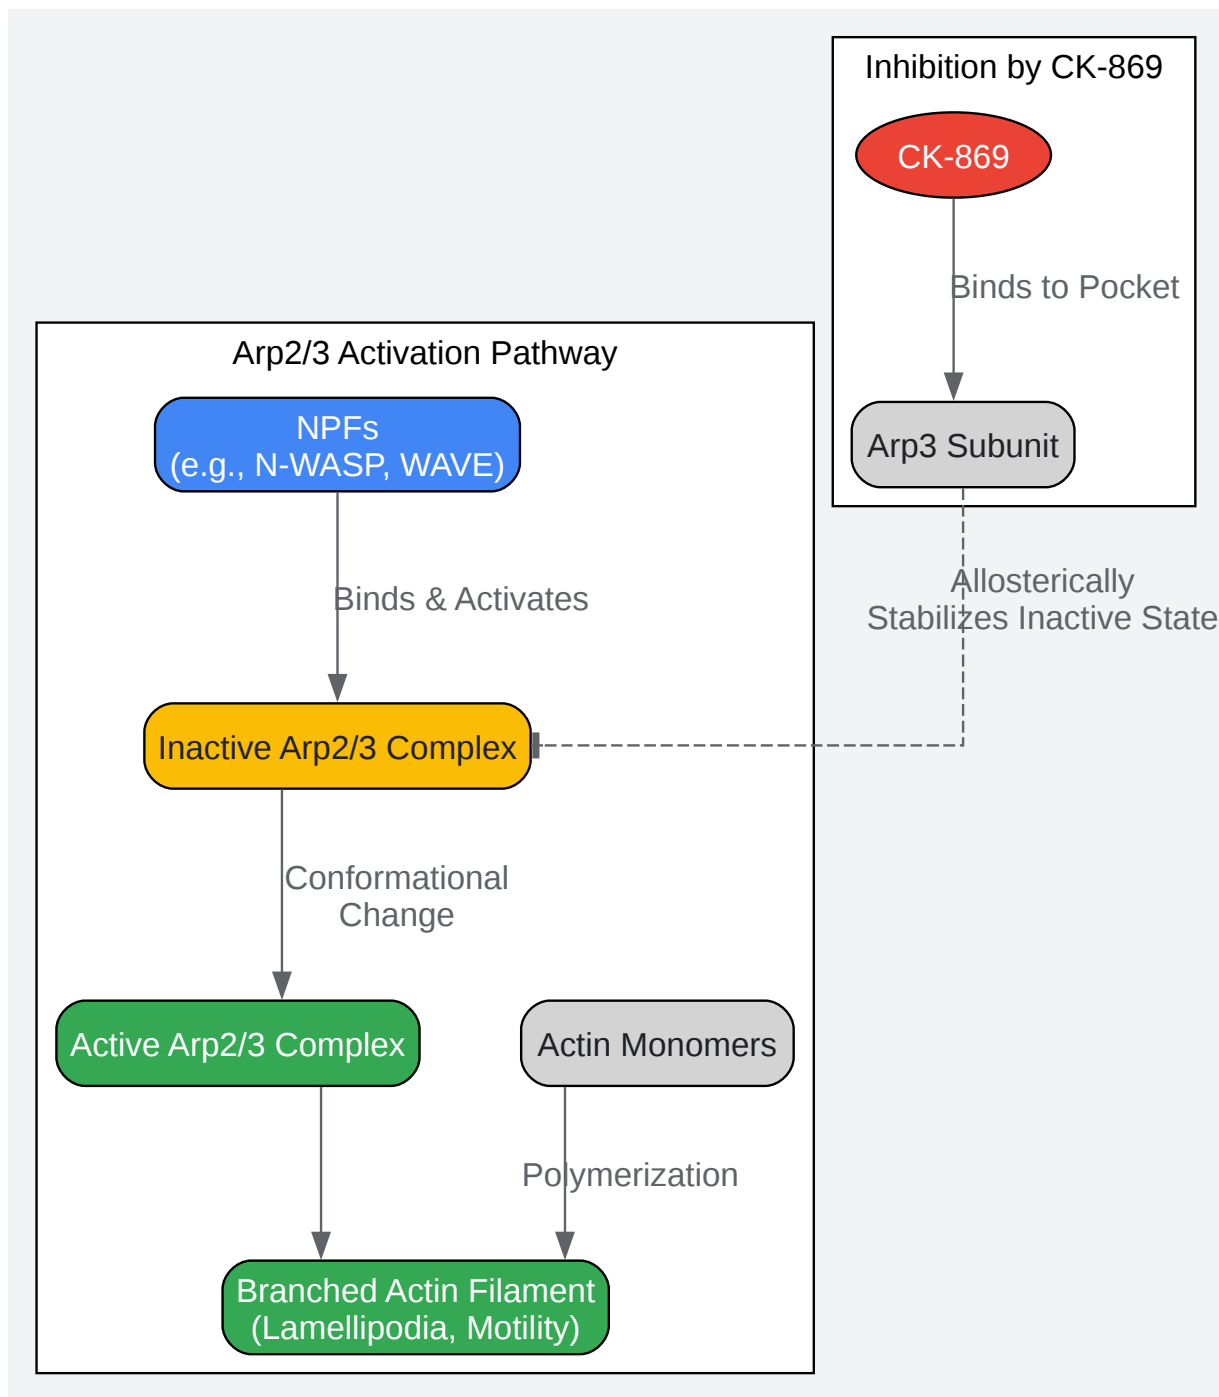 Inhibition by CK-869
CK-869
Binds to Pocket
Arp3 Subunit
Allosterically
Stabilizes Inactive State
Arp2/3 Activation Pathway
NPFs
(e.g., N-WASP, WAVE)
Binds & Activates
Inactive Arp2/3 Complex
Conformational
Change
Active Arp2/3 Complex
Actin Monomers
Polymerization
Branched Actin Filament
(Lamellipodia, Motility)